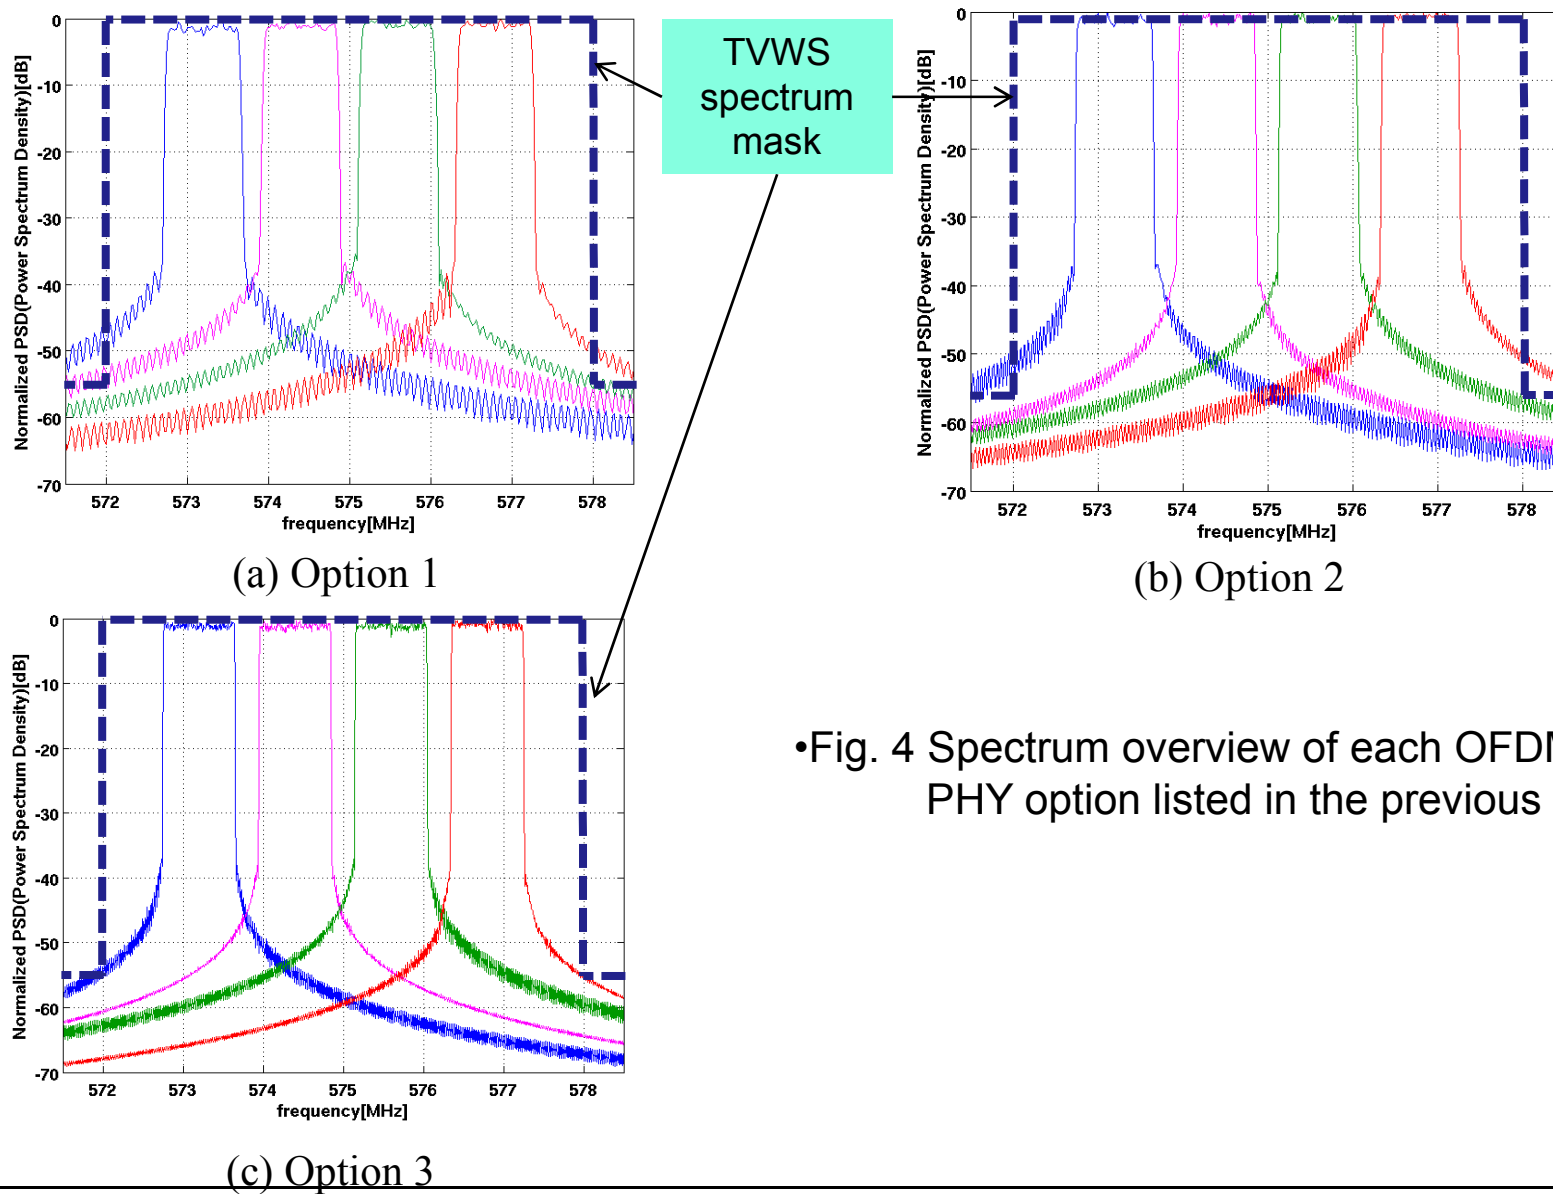 0
-10
-20
-30
-40
-50
-60
-70
Normalized PSD(Power Spectrum Density)[dB]
572 573 574 575 576 577 578
frequency[MHz]
(a) Option 1
TVWS
spectrum
mask
0
-10
-20
-30
-40
-50
-60
-70
Normalized PSD(Power Spectrum Density)[dB]
572 573 574 575 576 577 578
frequency[MHz]
(b) Option 2
0
-10
-20
-30
-40
-50
-60
-70
Normalized PSD(Power Spectrum Density)[dB]
572 573 574 575 576 577 578
frequency[MHz]
(c) Option 3
•Fig. 4 Spectrum overview of each
PHY option listed in the previous